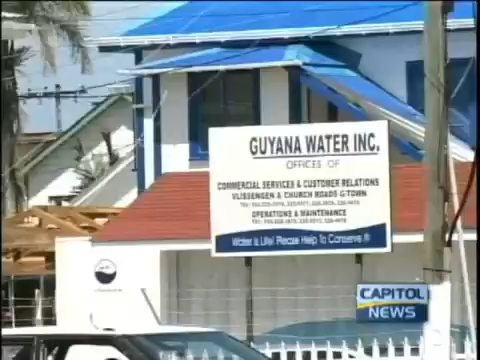 GUYANA WATER INC.
OFFICES OF
COMMERCIAL SERVICES & CUSTOMER RELATIONS
VLISSENGEN & CHURCH ROADS G/TOWN
OPERATIONS & MAINTENANCE
Water is Life! Please Help To Conserve It
CAPITOL
NEWS